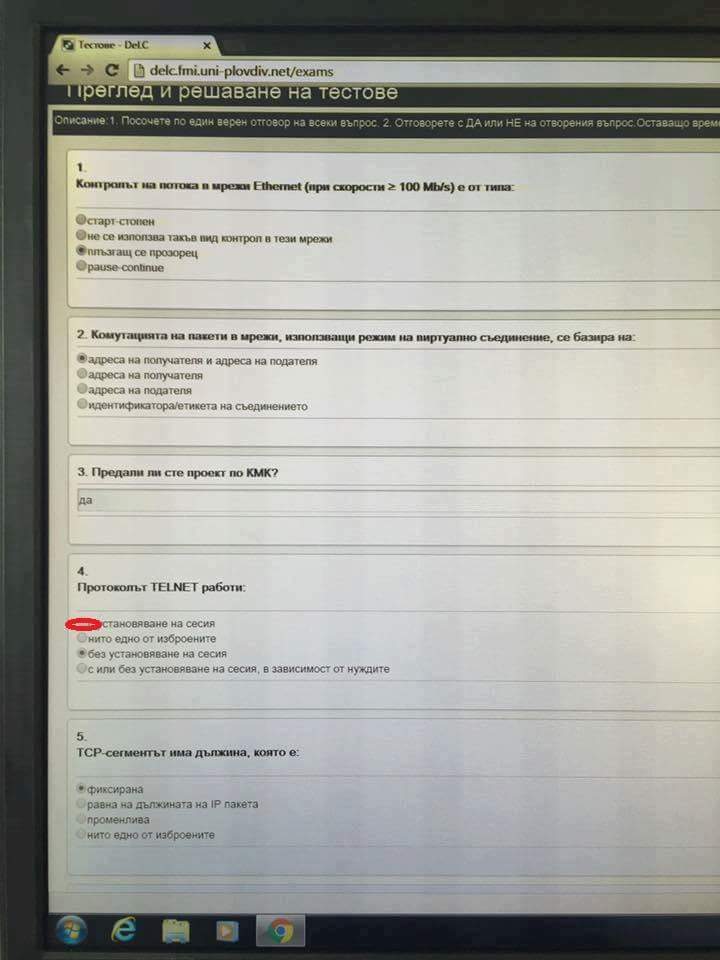 Тестове - DeLC
delc.fmi.uni-plovdiv.net/exams
Преглед и решаване на тестове
Описание:1. Посочете по един верен отговор на всеки въпрос. 2. Отговорете с ДА или НЕ на отворения въпрос.Оставащо време
1.
Контролът на потока в мрежи Ethernet (при скорости ≥ 100 Mb/s) е от типа:
старт-стопен
не се използва такъв вид контрол в тези мрежи
плъзгащ се прозорец
pause-continue
2. Комутацията на пакети в мрежи, използващи режим на виртуално съединение, се базира на:
адреса на получателя и адреса на подателя
адреса на получателя
адреса на подателя
идентификатора/етикета на съединението
3. Предали ли сте проект по КМК?
да
4.
Протоколът TELNET работи:
становяване на сесия
нито едно от изброените
без установяване на сесия
с или без установяване на сесия, в зависимост от нуждите
5.
TCP-сегментът има дължина, която е:
фиксирана
равна на дължината на IP пакета
променлива
нито едно от изброените